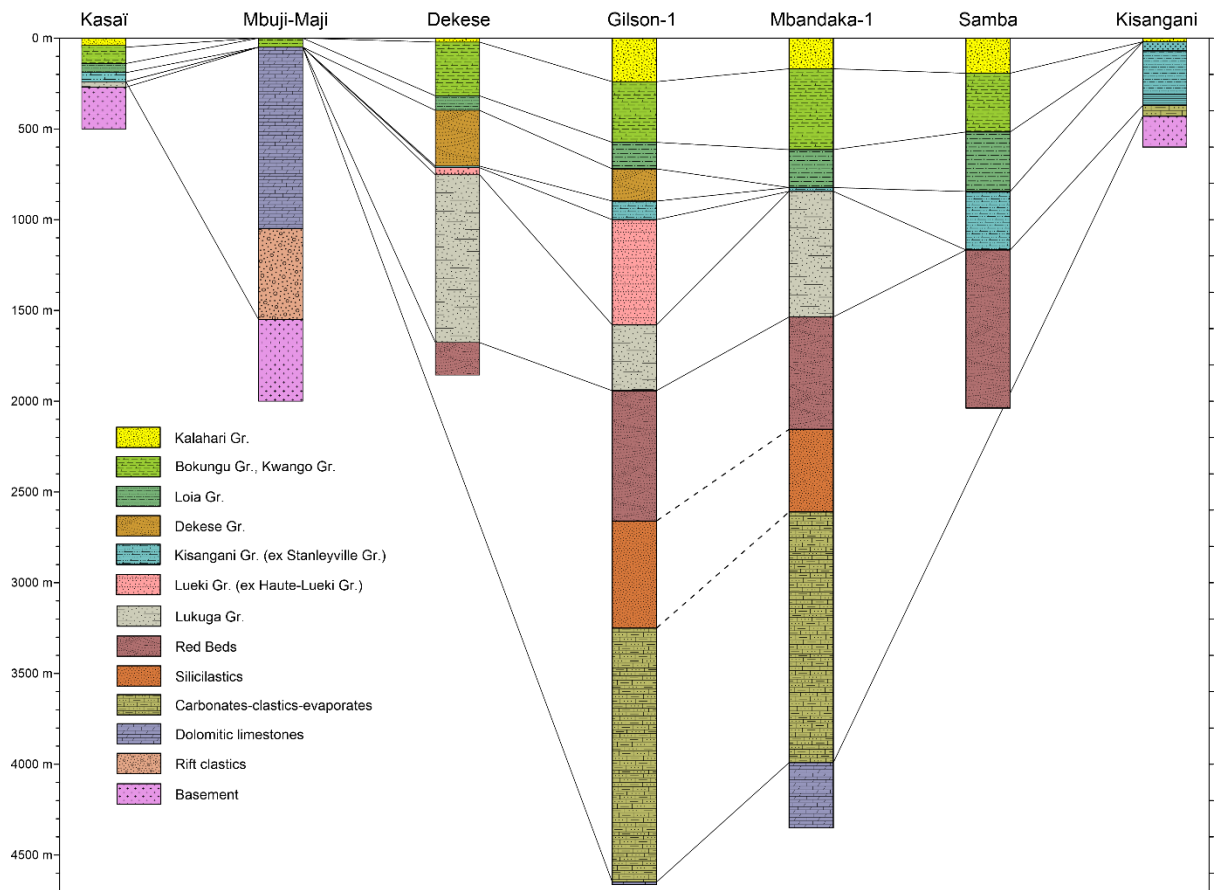 Kasaï
Mbuji-Maji
Dekese
Gilson-1
Mbandaka-1
Samba
Kisangani
0 m
500 m
1000 m
1500 m
2000 m
2500 m
3000 m
3500 m
4000 m
4500 m
Kalahari Gr.
Bokungu Gr., Kwango Gr.
Loia Gr.
Dekese Gr.
Kisangani Gr. (ex Stanleyville Gr.)
Lueki Gr. (ex Haute-Lueki Gr.)
Lukuga Gr.
Red Beds
Silicilastics
Carbonates-clastics-evaporates
Dolomitic limestones
Rift clastics
Basement